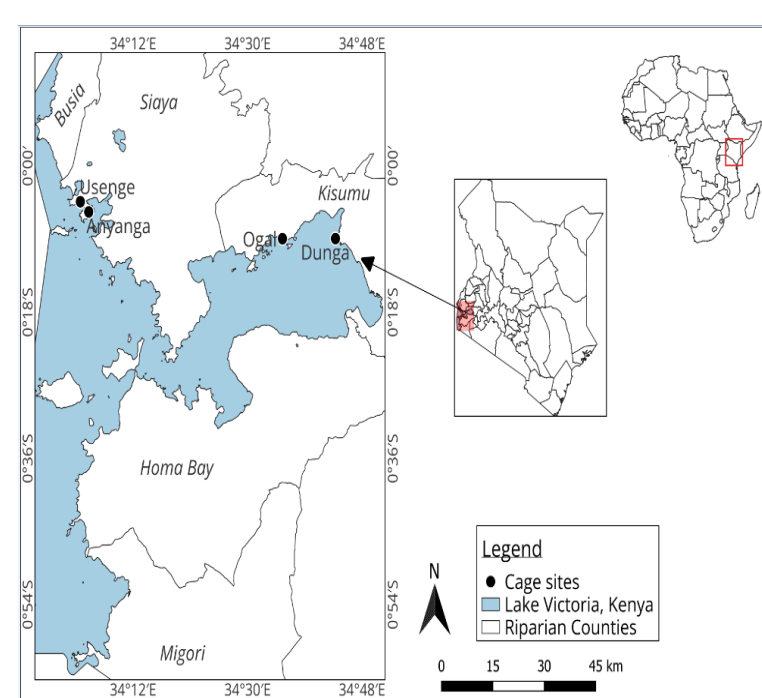 34°12′E 34°30′E 34°48′E
Busia
Siaya
0°00′ 0°00′
Usenge
Anyanga
Kisumu
Ogal
Dunga
0°18′S 0°18′S
0°36′S 0°36′S
Homa Bay
0°54′S 0°54′S
Migori
34°12′E 34°30′E 34°48′E
Legend
Cage sites
Lake Victoria, Kenya
Riparian Counties
N
0 15 30 45 km